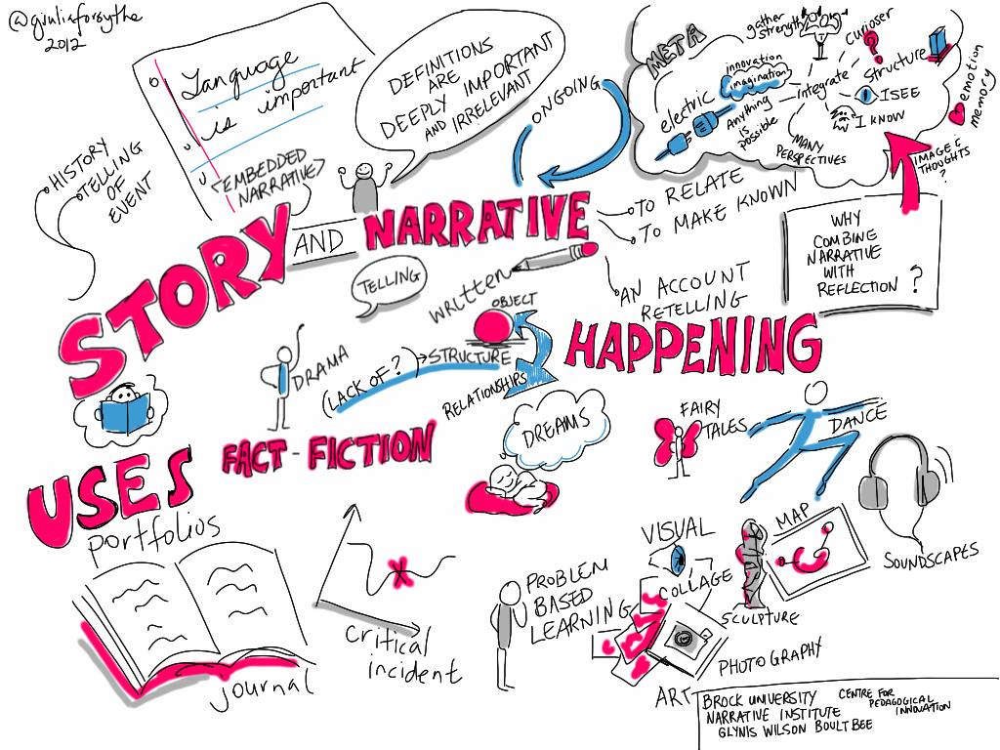 @giuliaforsythe
2012
Language
is important
<EMBEDDED
NARRATIVE>
DEFINITIONS
ARE
DEEPLY IMPORTANT
AND IRRELEVANT
ONGOING
META
gather
strength
curioser
?
innovation
imagination
integrate
structure
electric
Anything
is
possible
I SEE
I KNOW
MANY
PERSPECTIVES
emotion
memory
IMAGE &
THOUGHTS
?
HISTORY
TELLING
OF
EVENT
STORY
AND
NARRATIVE
TO RELATE
TO MAKE KNOWN
AN ACCOUNT
RETELLING
WHY
COMBINE
NARRATIVE
WITH
REFLECTION ?
TELLING
WRITTEN
OBJECT
DRAMA
(LACK OF?)
STRUCTURE
RELATIONSHIPS
HAPPENING
FACT - FICTION
DREAMS
FAIRY
TALES
DANCE
SOUNDSCAPES
USES
portfolios
journal
critical
incident
PROBLEM
BASED
LEARNING
VISUAL
COLLAGE
MAP
SCULPTURE
PHOTOGRAPHY
ART
BROCK UNIVERSITY
CENTRE FOR
PEDAGOGICAL
INNOVATION
NARRATIVE INSTITUTE
GLYNIS WILSON BOULTBEE